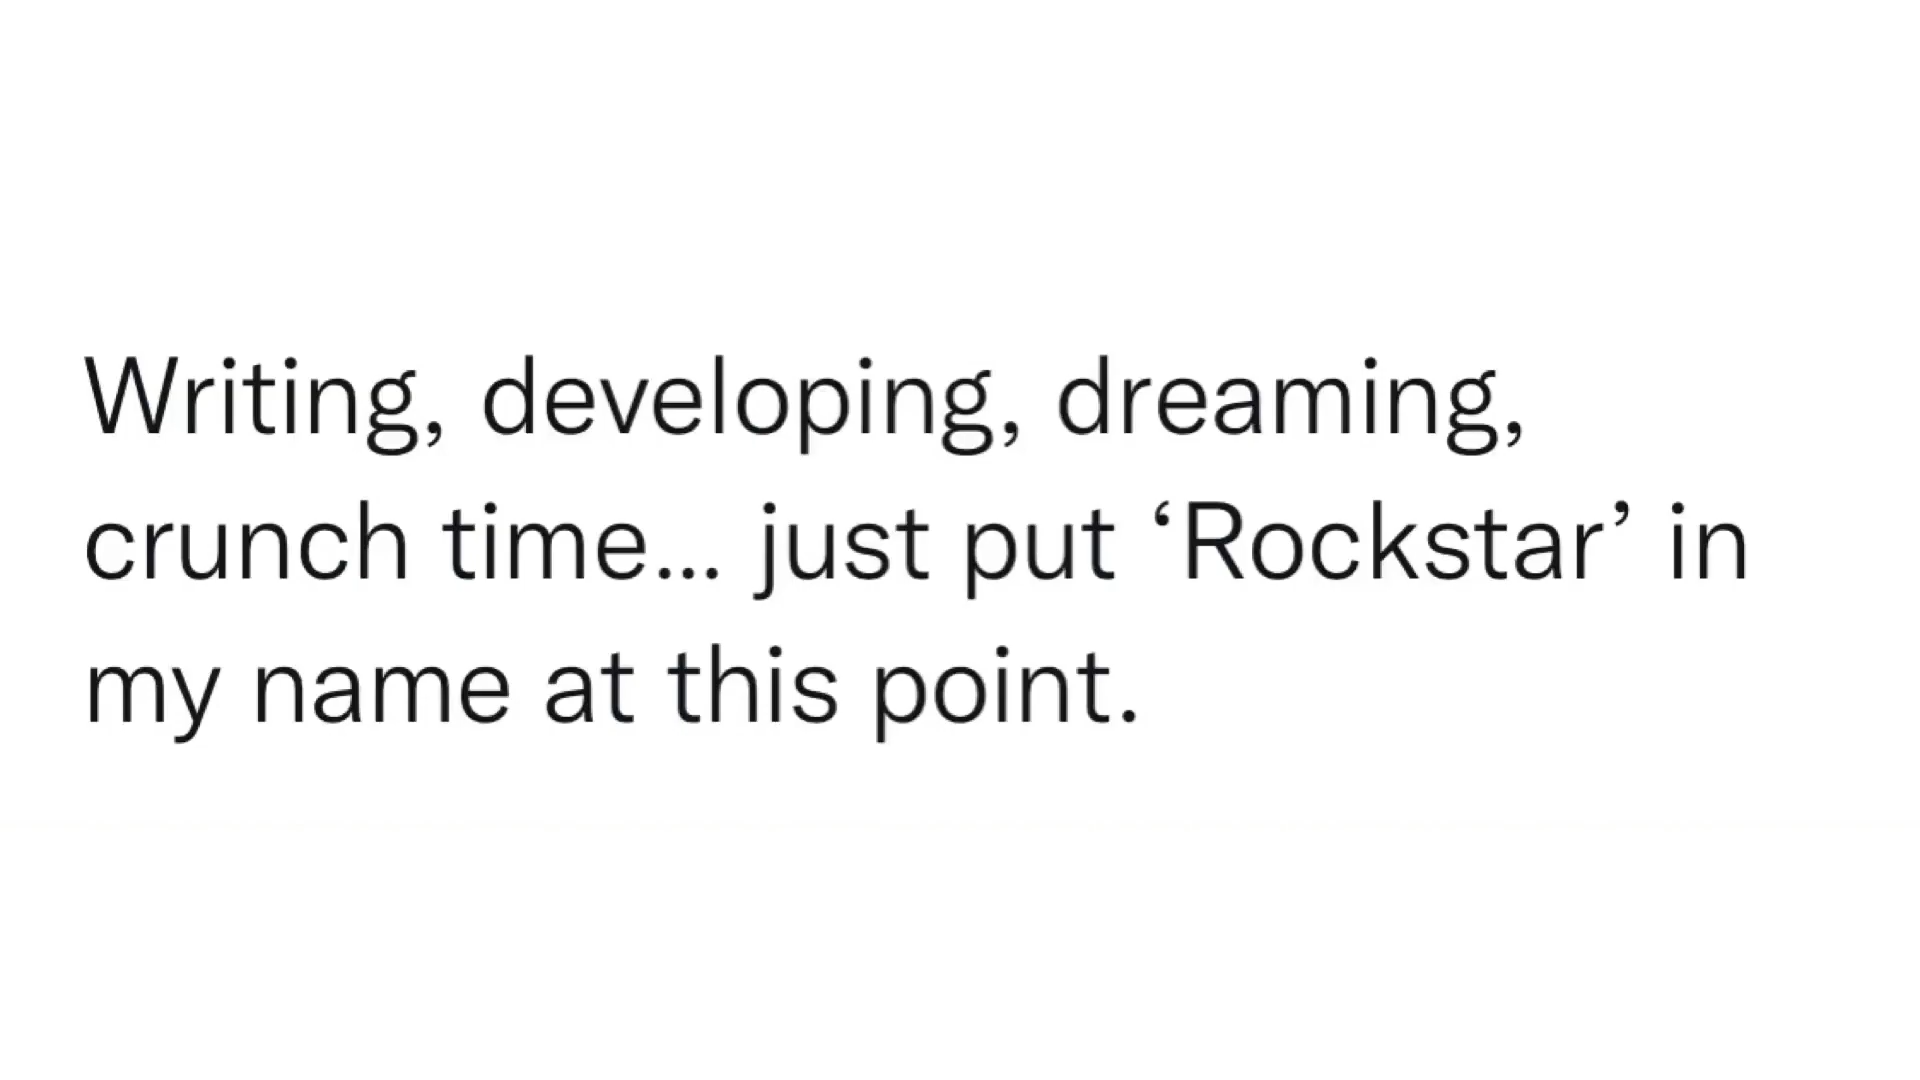 Writing, developing, dreaming,
crunch time... just put ‘Rockstar’ in
my name at this point.